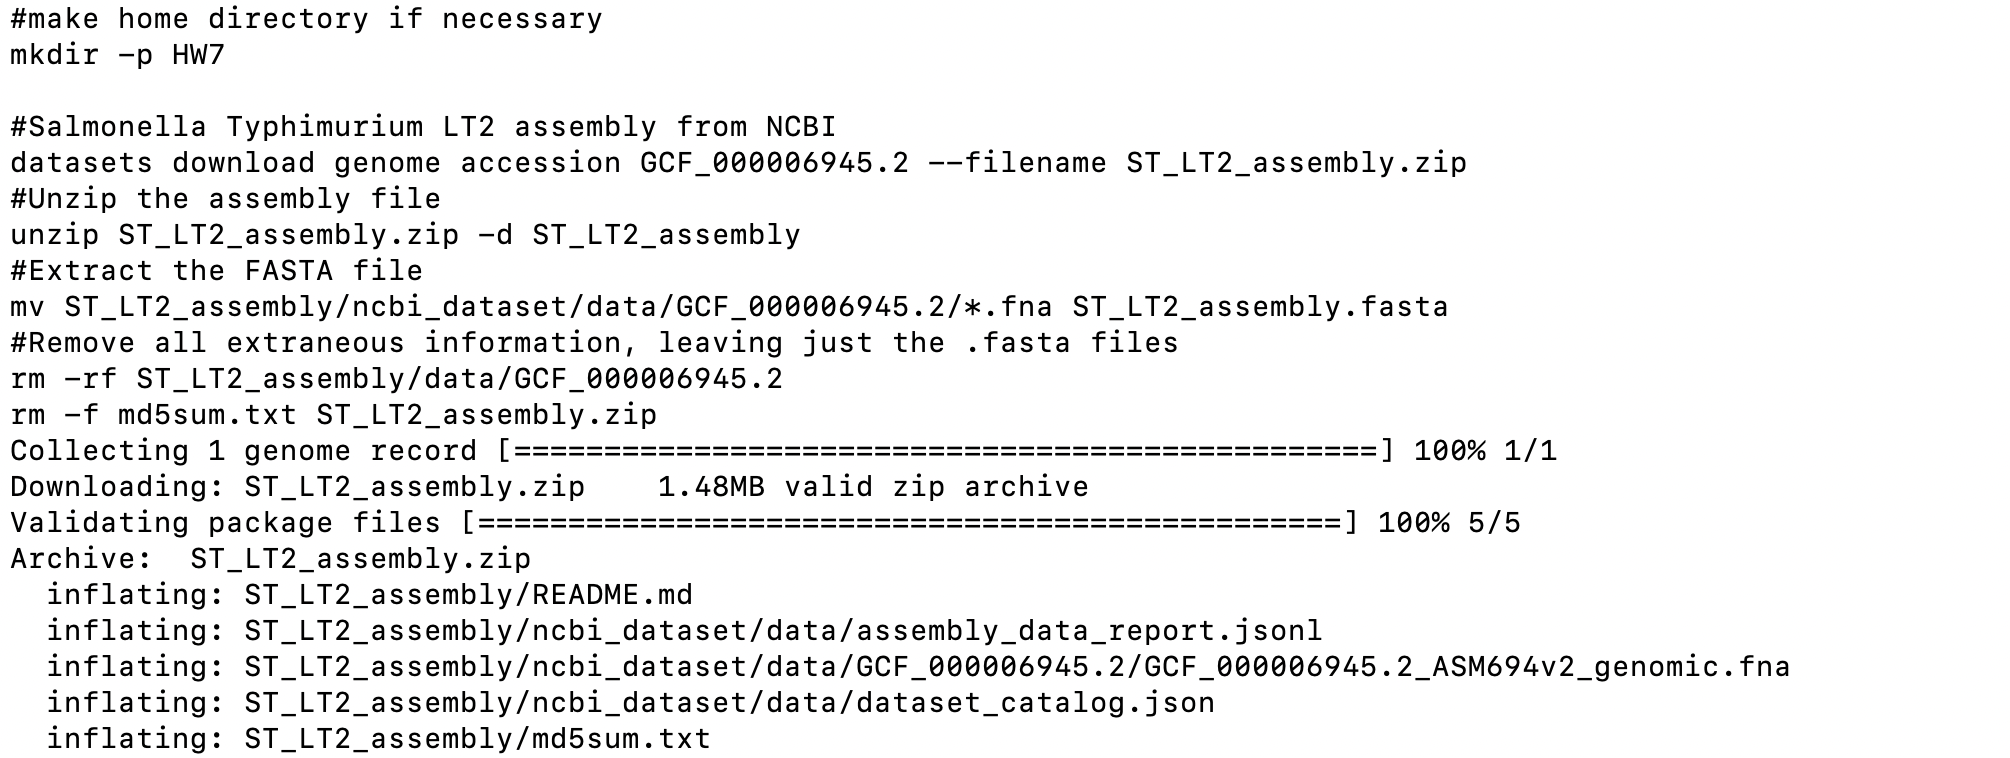 #make home directory if necessary
mkdir -p HW7
#Salmonella Typhimurium LT2 assembly from NCBI
datasets download genome accession GCF_000006945.2 --filename ST_LT2_assembly.zip
#Unzip the assembly file
unzip ST_LT2_assembly.zip -d ST_LT2_assembly
#Extract the FASTA file
mv ST_LT2_assembly/ncbi_dataset/data/GCF_000006945.2/*.fna ST_LT2_assembly.fasta
#Remove all extraneous information, leaving just the .fasta files
rm -rf ST_LT2_assembly/data/GCF_000006945.2
rm -f md5sum.txt ST_LT2_assembly.zip
Collecting 1 genome record [================================================] 100% 1/1
Downloading: ST_LT2_assembly.zip    1.48MB valid zip archive
Validating package files [================================================] 100% 5/5
Archive:  ST_LT2_assembly.zip
  inflating: ST_LT2_assembly/README.md
  inflating: ST_LT2_assembly/ncbi_dataset/data/assembly_data_report.jsonl
  inflating: ST_LT2_assembly/ncbi_dataset/data/GCF_000006945.2/GCF_000006945.2_ASM694v2_genomic.fna
  inflating: ST_LT2_assembly/ncbi_dataset/data/dataset_catalog.json
  inflating: ST_LT2_assembly/md5sum.txt